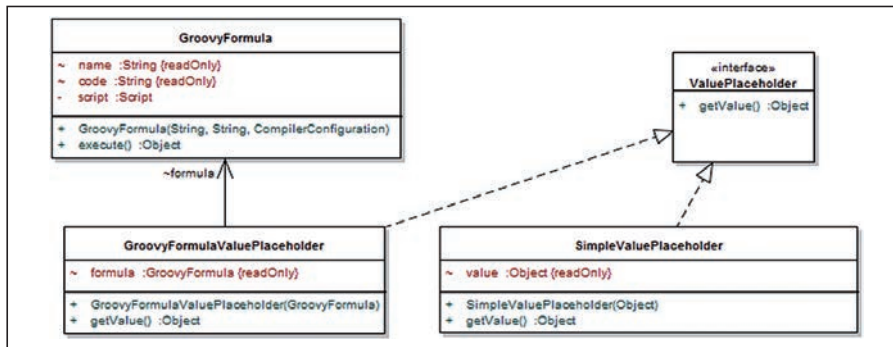 GroovyFormula
~ name :String {readOnly}
~ code :String {readOnly}
- script :Script
+ GroovyFormula(String, String, CompilerConfiguration)
+ execute() :Object
«interface»
ValuePlaceholder
+ getValue() :Object
~formula
GroovyFormulaValuePlaceholder
~ formula :GroovyFormula {readOnly}
+ GroovyFormulaValuePlaceholder(GroovyFormula)
+ getValue() :Object
SimpleValuePlaceholder
~ value :Object {readOnly}
+ SimpleValuePlaceholder(Object)
+ getValue() :Object